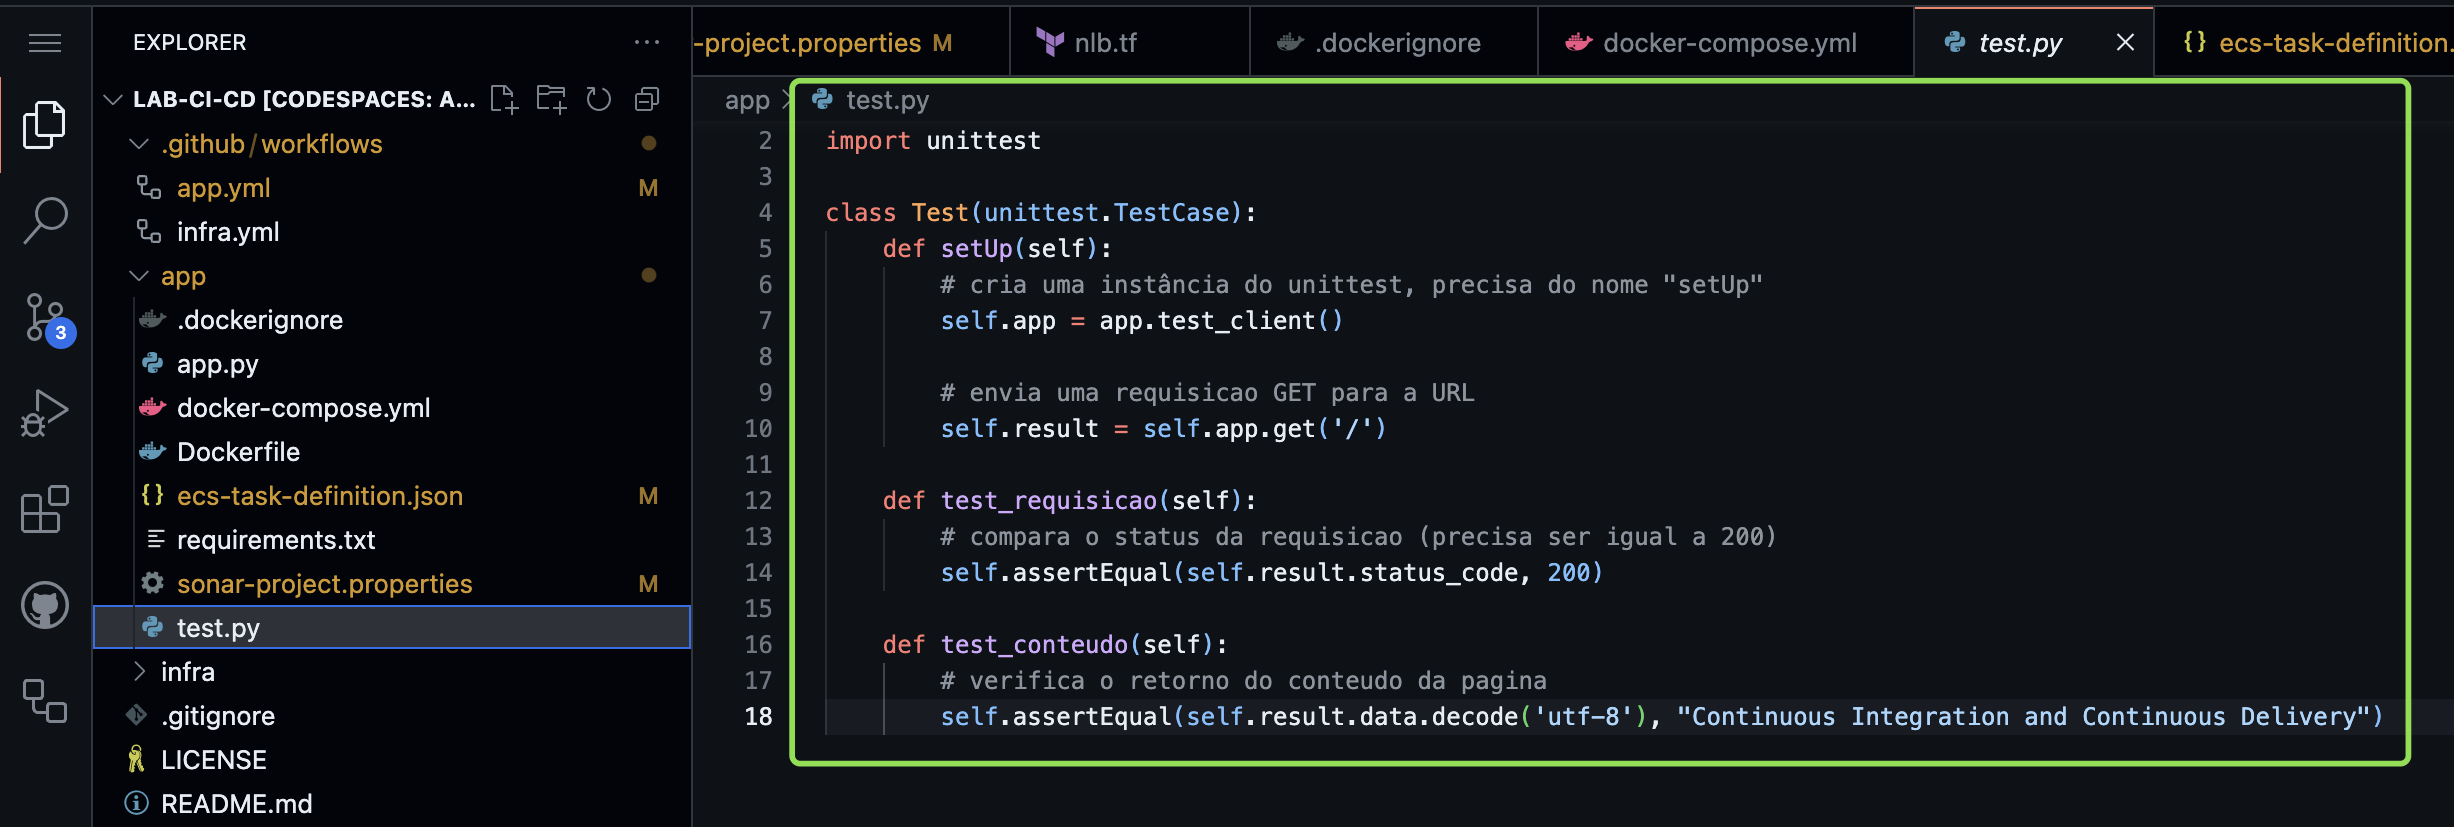 EXPLORER
LAB-CI-CD [CODESPACES: A...
.github/workflows
app.yml M
infra.yml
app
.dockerignore
app.py
docker-compose.yml
Dockerfile
ecs-task-definition.json M
requirements.txt
sonar-project.properties M
test.py
infra
.gitignore
LICENSE
README.md
3
-project.properties M
nlb.tf
.dockerignore
docker-compose.yml
test.py
ecs-task-definition.
app > test.py
2 import unittest
3
4 class Test(unittest.TestCase):
5 def setUp(self):
6 # cria uma instância do unittest, precisa do nome "setUp"
7 self.app = app.test_client()
8
9 # envia uma requisicao GET para a URL
10 self.result = self.app.get('/')
11
12 def test_requisicao(self):
13 # compara o status da requisicao (precisa ser igual a 200)
14 self.assertEqual(self.result.status_code, 200)
15
16 def test_conteudo(self):
17 # verifica o retorno do conteudo da pagina
18 self.assertEqual(self.result.data.decode('utf-8'), "Continuous Integration and Continuous Delivery")